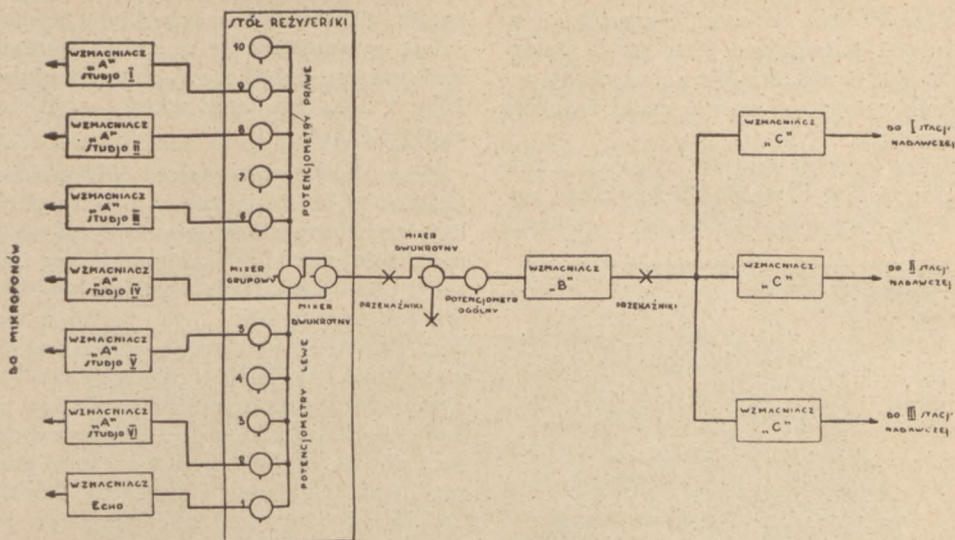 STÓŁ REŻYSERSKI
DO MIKROFONÓW
WZMACNIACZ
„A"
STUDJO I
WZMACNIACZ
„A"
STUDJO II
WZMACNIACZ
„A"
STUDJO III
WZMACNIACZ
„A"
STUDJO IV
WZMACNIACZ
„A"
STUDJO V
WZMACNIACZ
„A"
STUDJO VI
WZMACNIACZ
ECHO
10
9
8
7
6
POTENCJOMETRY PRAWE
MIXER
GRUPOWY
MIXER
DWUKROTNY
5
4
3
2
1
POTENCJOMETRY LEWE
PRZEKAŹNIKI
MIXER
DWUKROTNY
POTENCJOMETR
OGÓLNY
WZMACNIACZ
„B"
PRZEKAŹNIKI
WZMACNIACZ
„C"
DO I STACJI
NADAWCZEJ
WZMACNIACZ
„C"
DO II STACJI
NADAWCZEJ
WZMACNIACZ
„C"
DO III STACJI
NADAWCZEJ